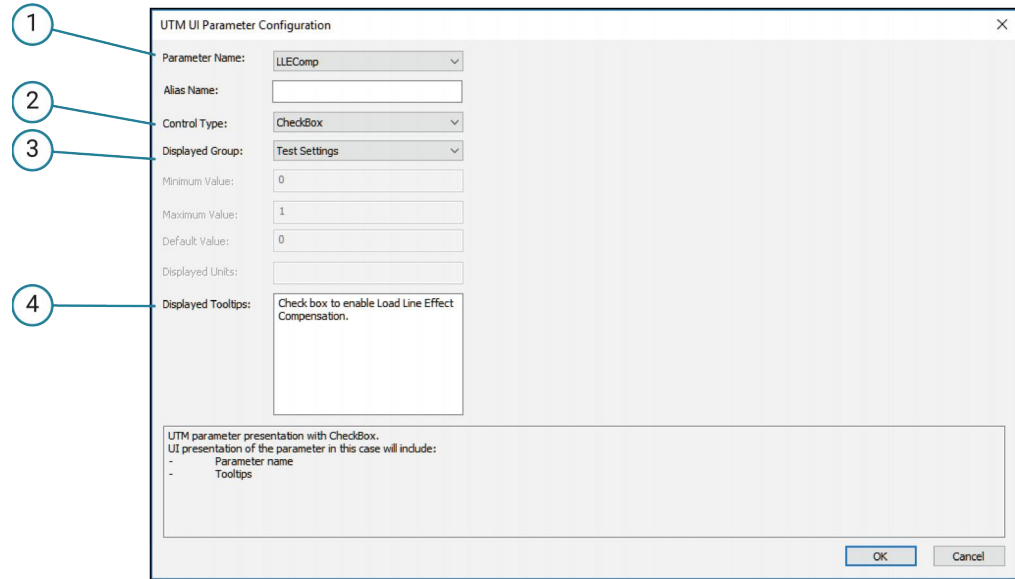 1
UTM UI Parameter Configuration
Parameter Name: LLEComp
Alias Name:
2
Control Type: CheckBox
3
Displayed Group: Test Settings
Minimum Value: 0
Maximum Value: 1
Default Value: 0
Displayed Units:
4
Displayed Tooltips: Check box to enable Load Line Effect
Compensation.
UTM parameter presentation with CheckBox.
UI presentation of the parameter in this case will include:
- Parameter name
- Tooltips
OK Cancel